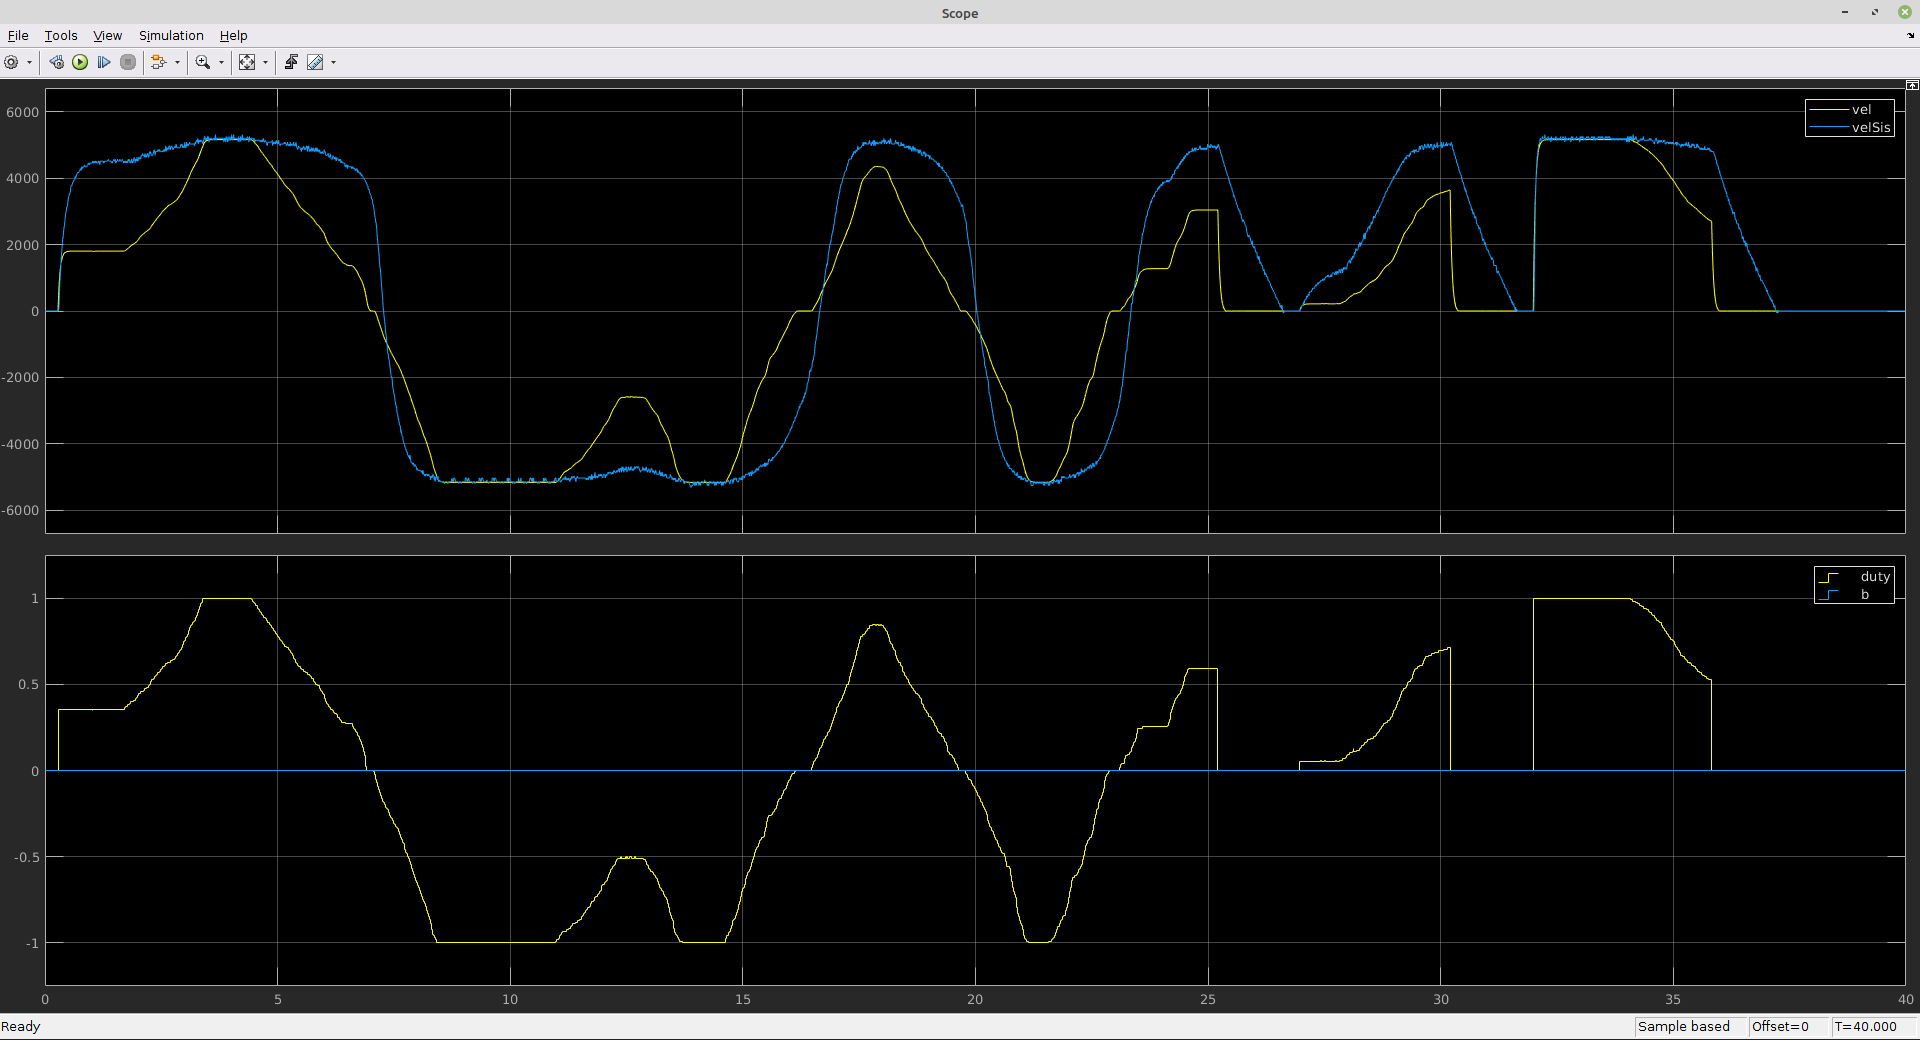 Scope
File Tools View Simulation Help
6000
4000
2000
0
-2000
-4000
-6000
vel
velSis
1
0.5
0
-0.5
-1
duty
b
0 5 10 15 20 25 30 35 40
Ready Sample based Offset=0 T=40.000